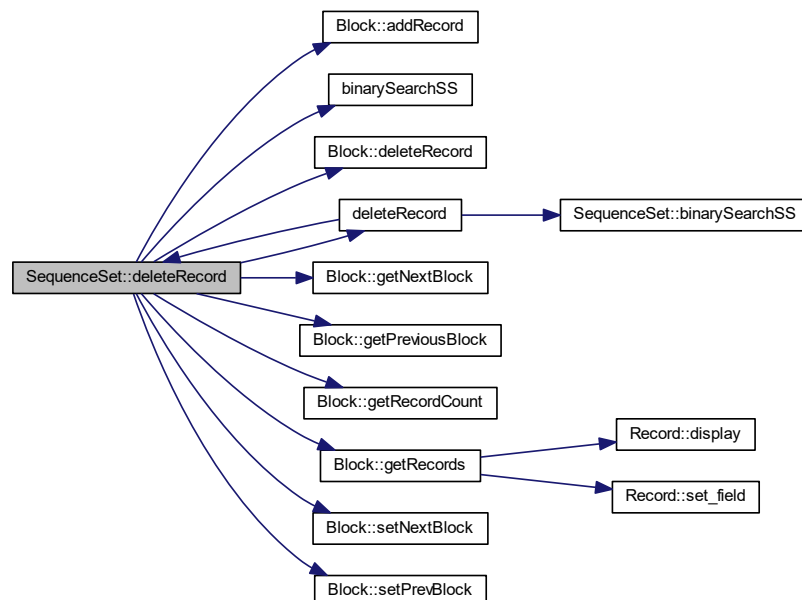 Block::addRecord
binarySearchSS
Block::deleteRecord
deleteRecord
SequenceSet::binarySearchSS
SequenceSet::deleteRecord
Block::getNextBlock
Block::getPreviousBlock
Block::getRecordCount
Record::display
Block::getRecords
Record::set_field
Block::setNextBlock
Block::setPrevBlock